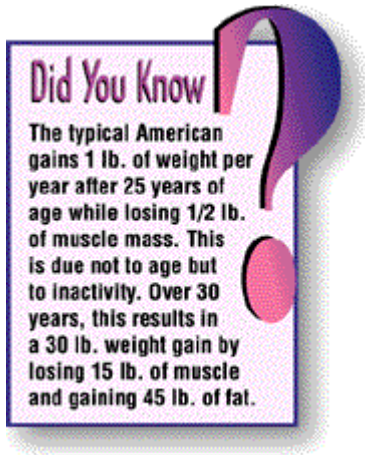 Did You Know
The typical American
gains 1 lb. of weight per
year after 25 years of
age while losing 1/2 lb.
of muscle mass. This
is due not to age but
to inactivity. Over 30
years, this results in
a 30 lb. weight gain by
losing 15 lb. of muscle
and gaining 45 lb. of fat.